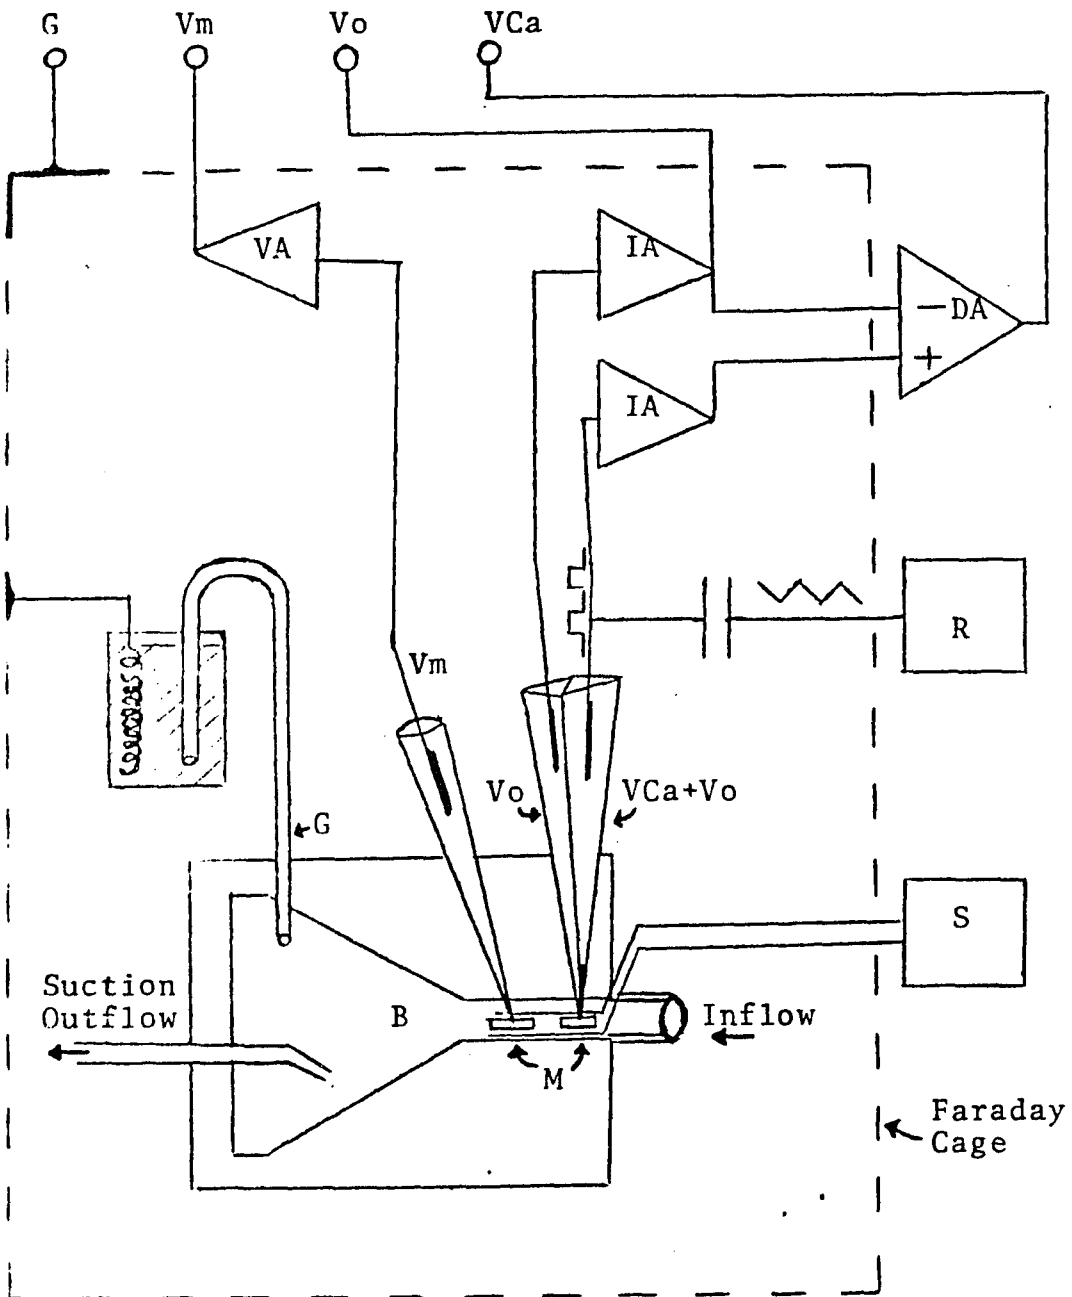 G
Vm
Vo
VCa
VA
IA
DA
−
+
IA
R
Vm
Vo
VCa+Vo
G
S
Suction
Outflow
B
Inflow
M
Faraday
Cage